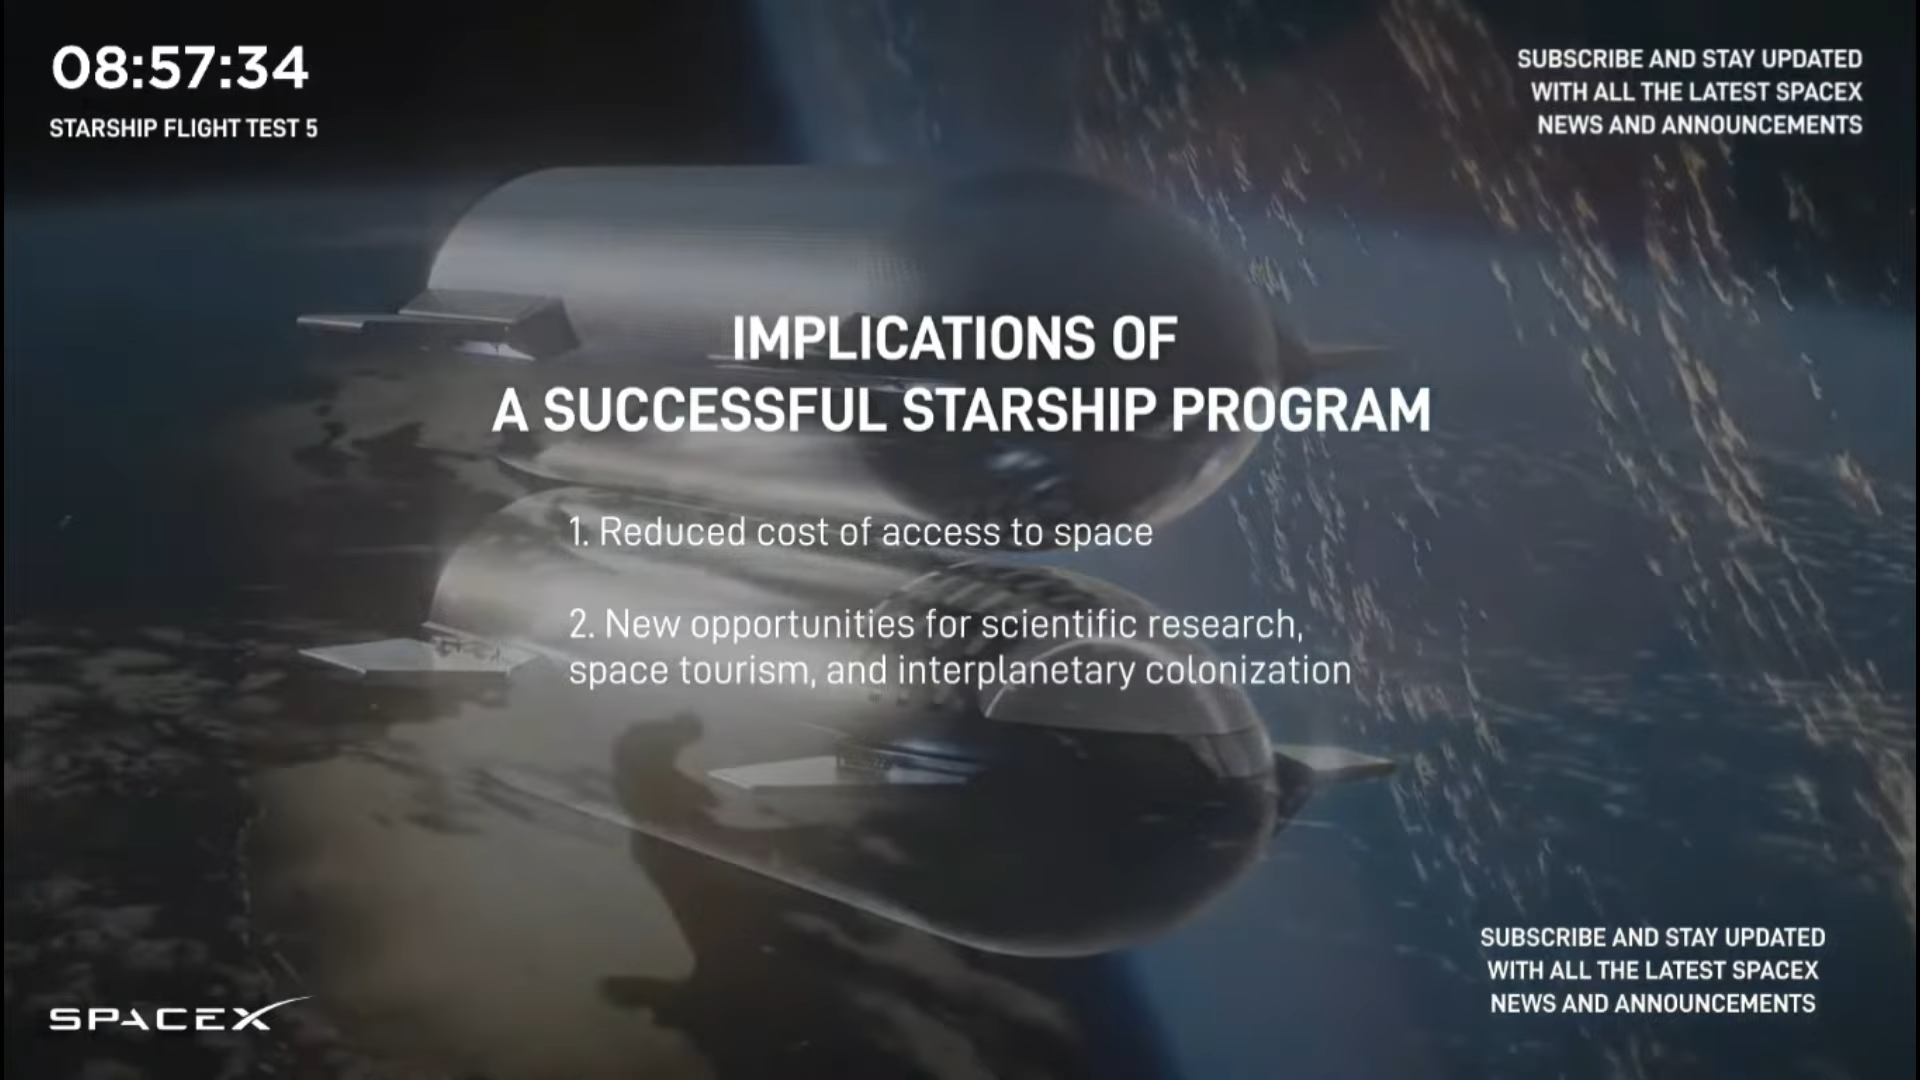 08:57:34
STARSHIP FLIGHT TEST 5
SUBSCRIBE AND STAY UPDATED
WITH ALL THE LATEST SPACEX
NEWS AND ANNOUNCEMENTS
IMPLICATIONS OF
A SUCCESSFUL STARSHIP PROGRAM
1. Reduced cost of access to space
2. New opportunities for scientific research,
space tourism, and interplanetary colonization
SPACEX
SUBSCRIBE AND STAY UPDATED
WITH ALL THE LATEST SPACEX
NEWS AND ANNOUNCEMENTS